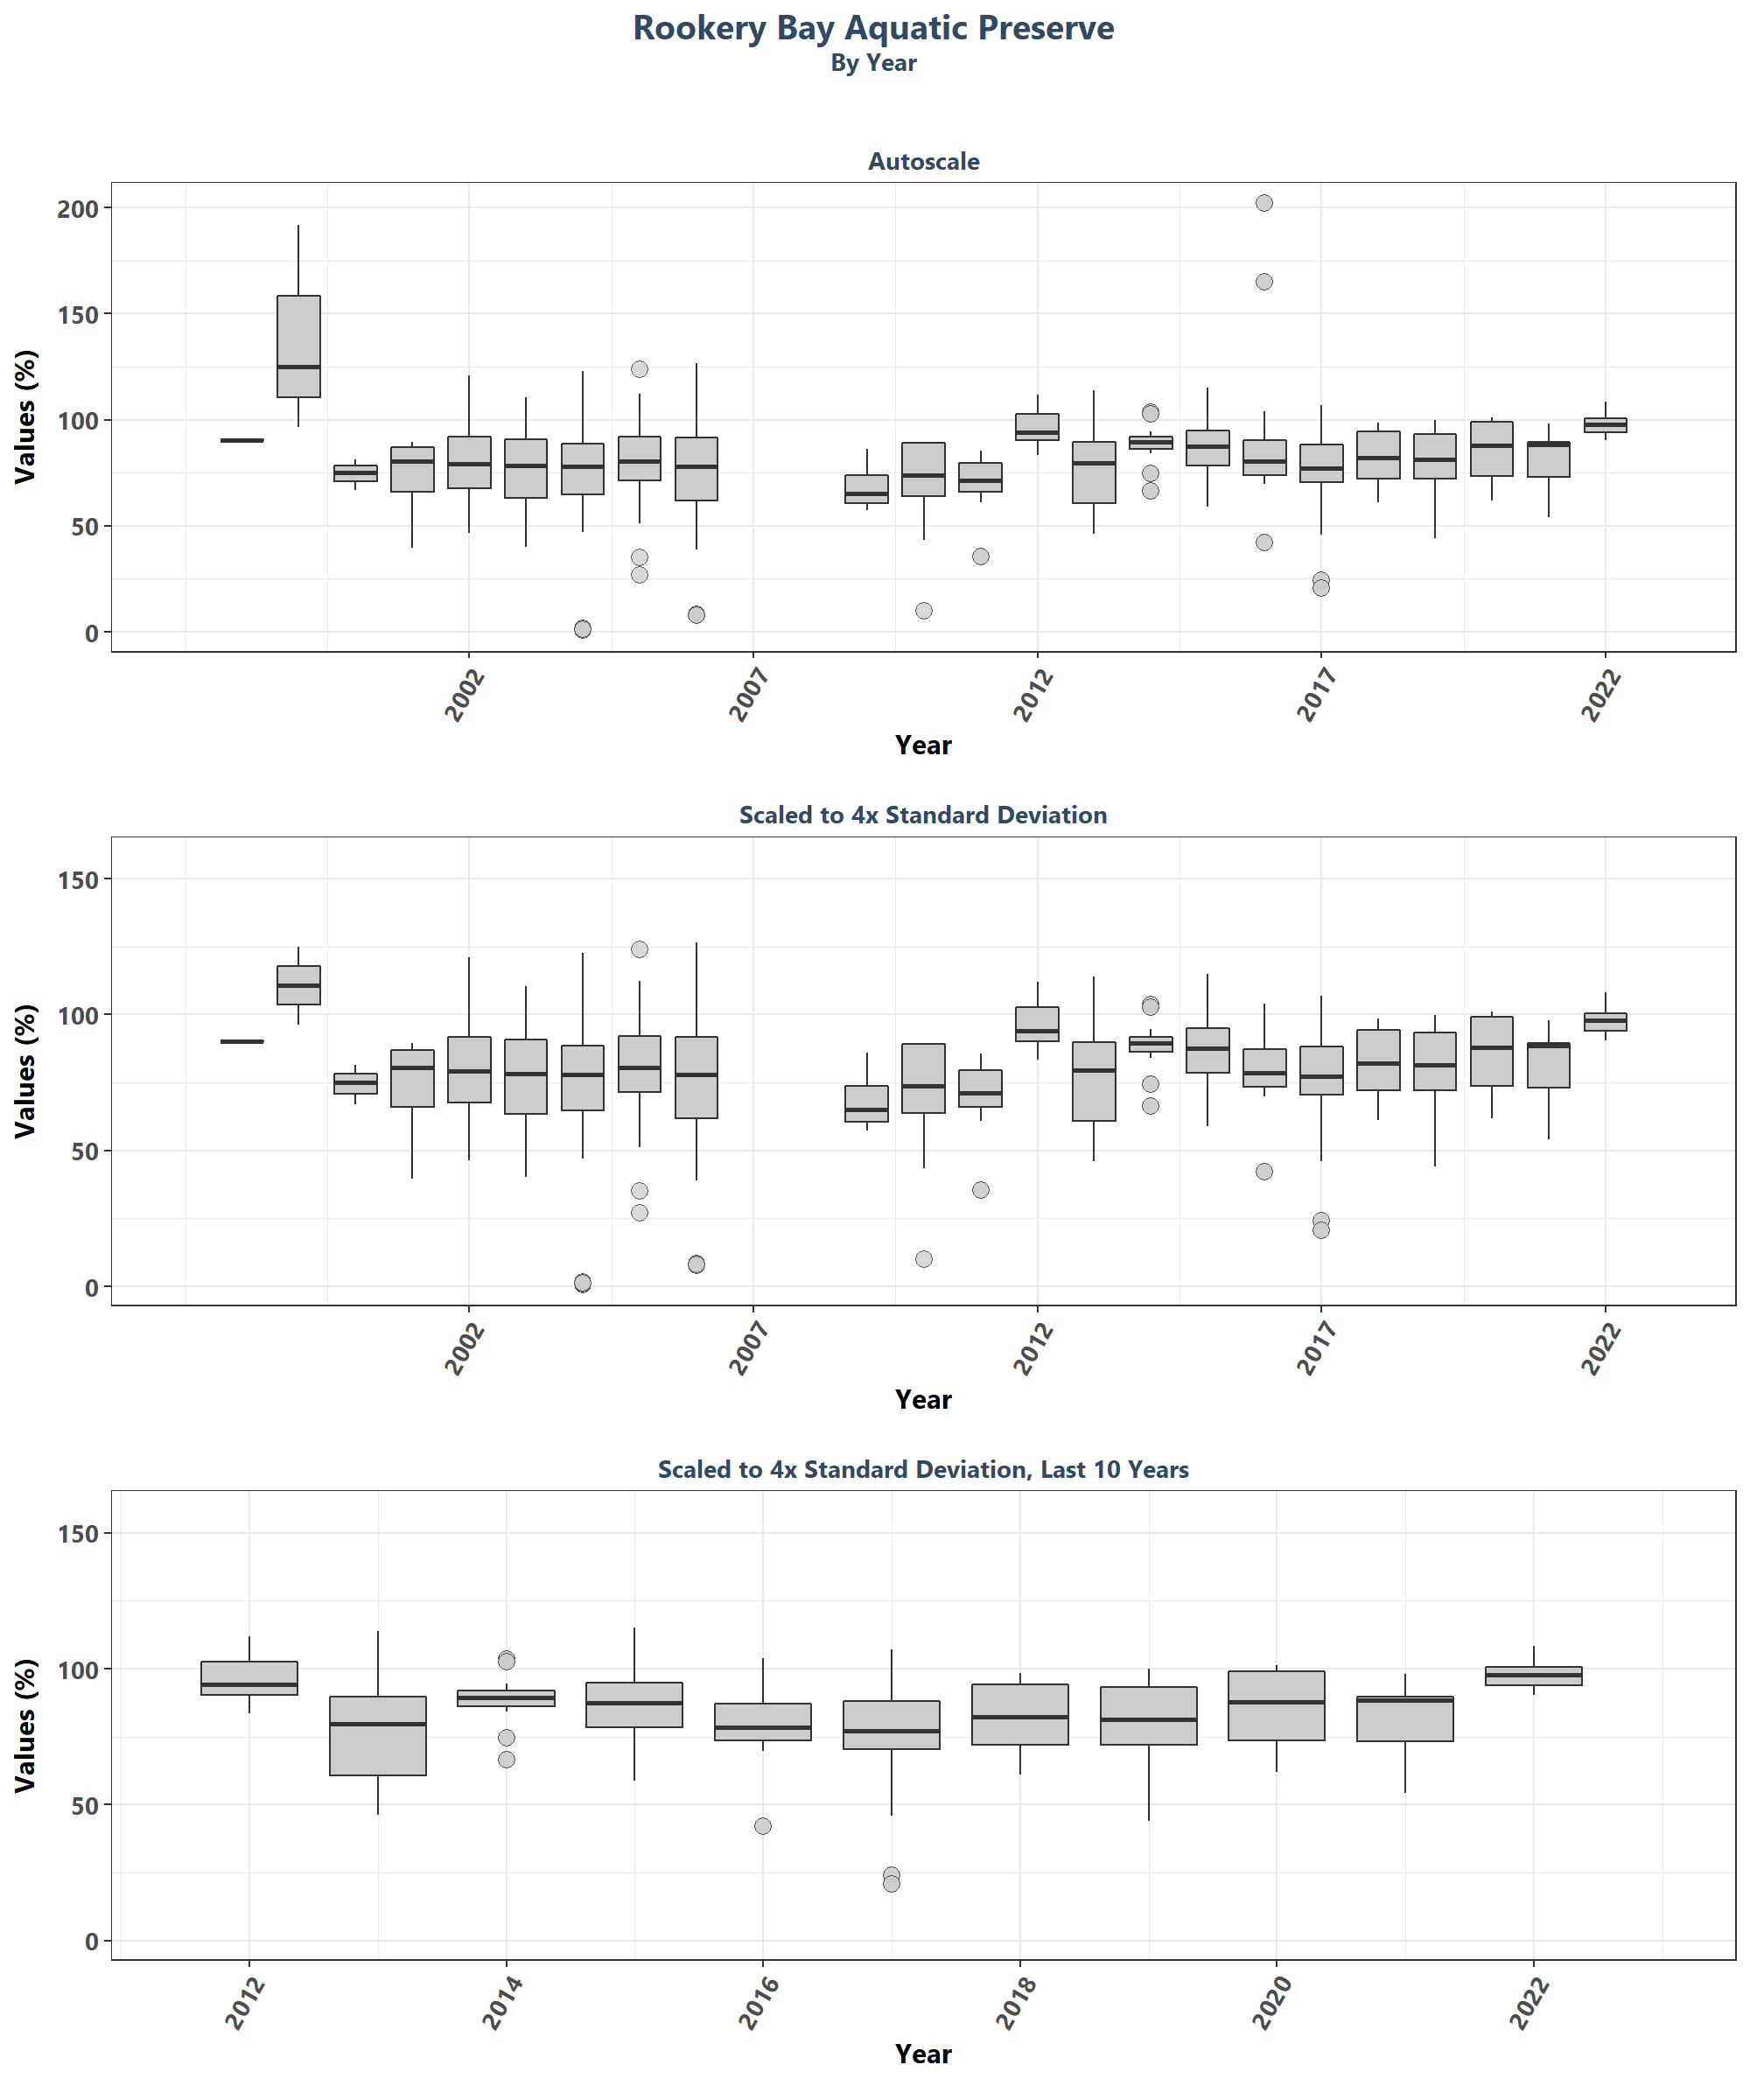 Rookery Bay Aquatic Preserve
By Year
Autoscale
Values (%)
200
150
100
50
0
2002 2007 2012 2017 2022
Year
Scaled to 4x Standard Deviation
Values (%)
150
100
50
0
2002 2007 2012 2017 2022
Year
Scaled to 4x Standard Deviation, Last 10 Years
Values (%)
150
100
50
0
2012 2014 2016 2018 2020 2022
Year